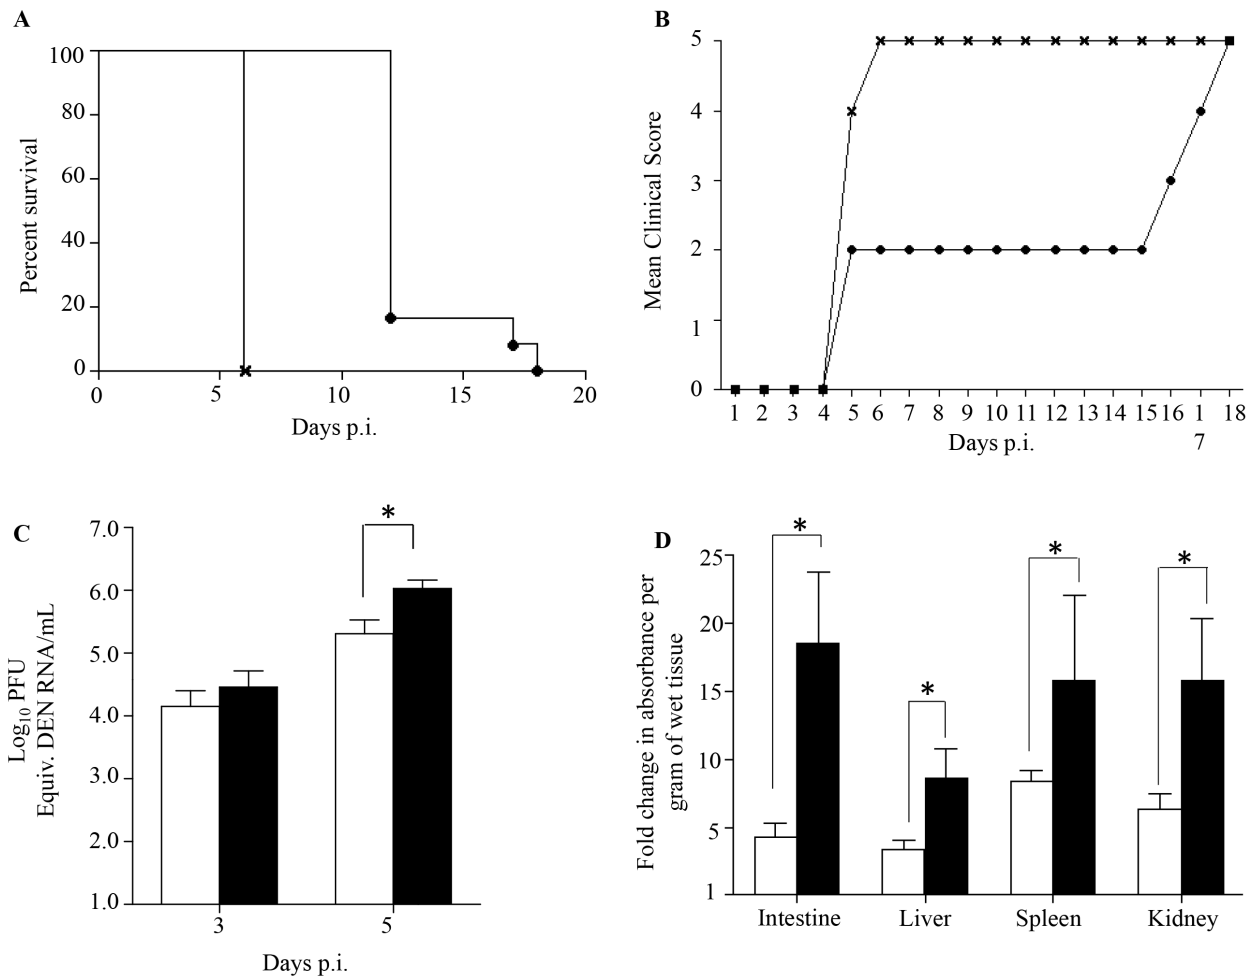 A
100
80
60
40
20
0
Percent survival
0 5 10 15 20
Days p.i.
B
5
4
3
2
1
0
Mean Clinical Score
1 2 3 4 5 6 7 8 9 10 11 12 13 14 15 16 1 18
7
Days p.i.
C
7.0
6.0
5.0
4.0
3.0
2.0
1.0
Log10 PFU
Equiv. DEN RNA/mL
*
3 5
Days p.i.
D
25
20
15
10
5
1
Fold change in absorbance per
gram of wet tissue
* * * *
Intestine Liver Spleen Kidney